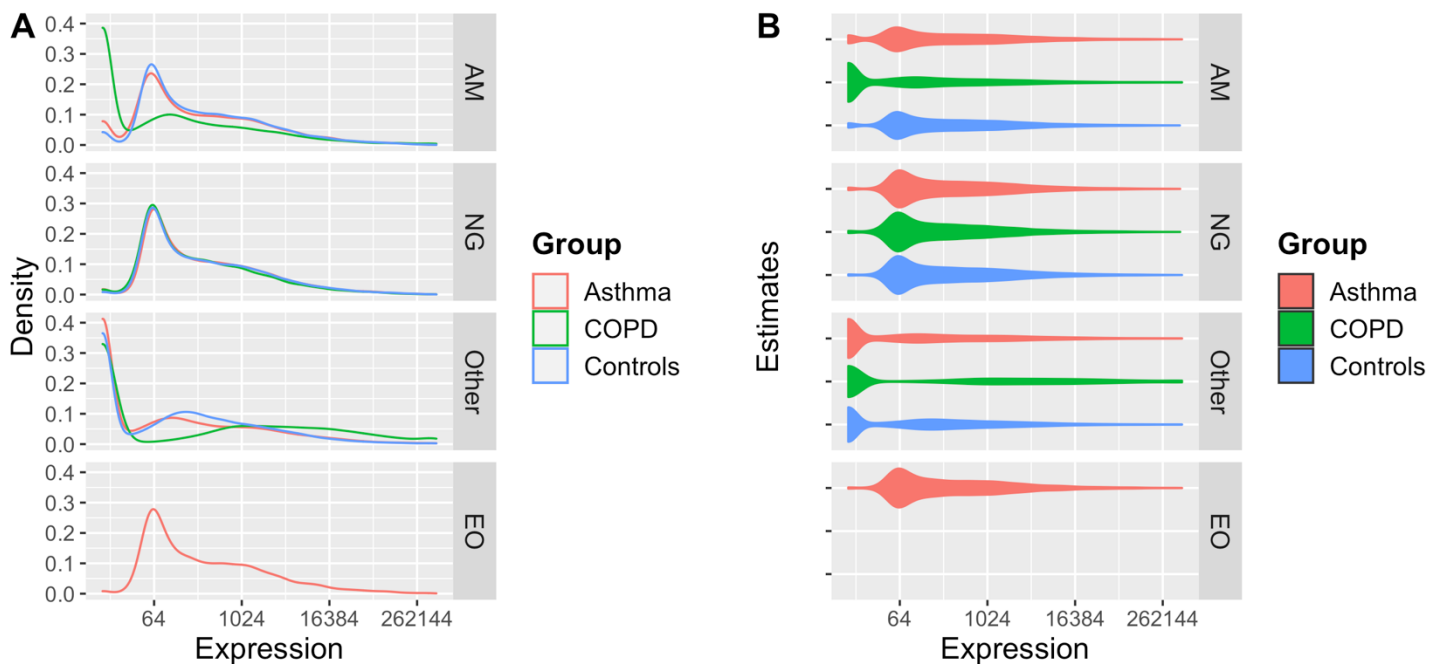 A
Density
0.4
0.3
0.2
0.1
0.0
AM
0.4
0.3
0.2
0.1
0.0
NG
0.4
0.3
0.2
0.1
0.0
Other
0.4
0.3
0.2
0.1
0.0
EO
64
1024
16384
262144
Expression
Group
Asthma
COPD
Controls
B
Estimates
AM
NG
Other
EO
64
1024
16384
262144
Expression
Group
Asthma
COPD
Controls